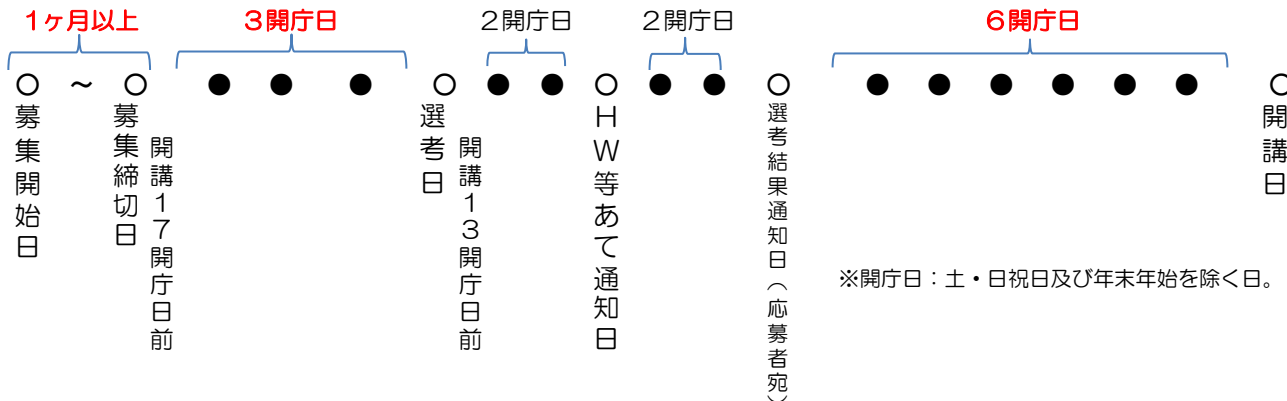 1ヶ月以上
3開庁日
2開庁日
2開庁日
6開庁日
○ ~ ○ ● ● ● ○ ● ● ○ ● ● ○ ● ● ● ● ● ● ○
募集開始日
募集締切日
開講17開庁日前
選考日
開講13開庁日前
HW等あて通知日
選考結果通知日(応募者宛)
開講日
※開庁日:土・日祝日及び年末年始を除く日。